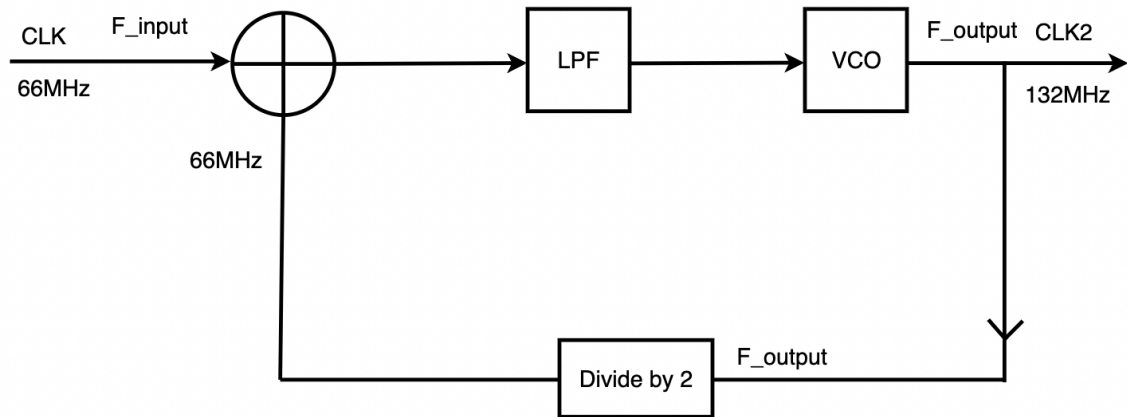 CLK
F_input
66MHz
LPF
VCO
F_output
CLK2
132MHz
66MHz
F_output
Divide by 2